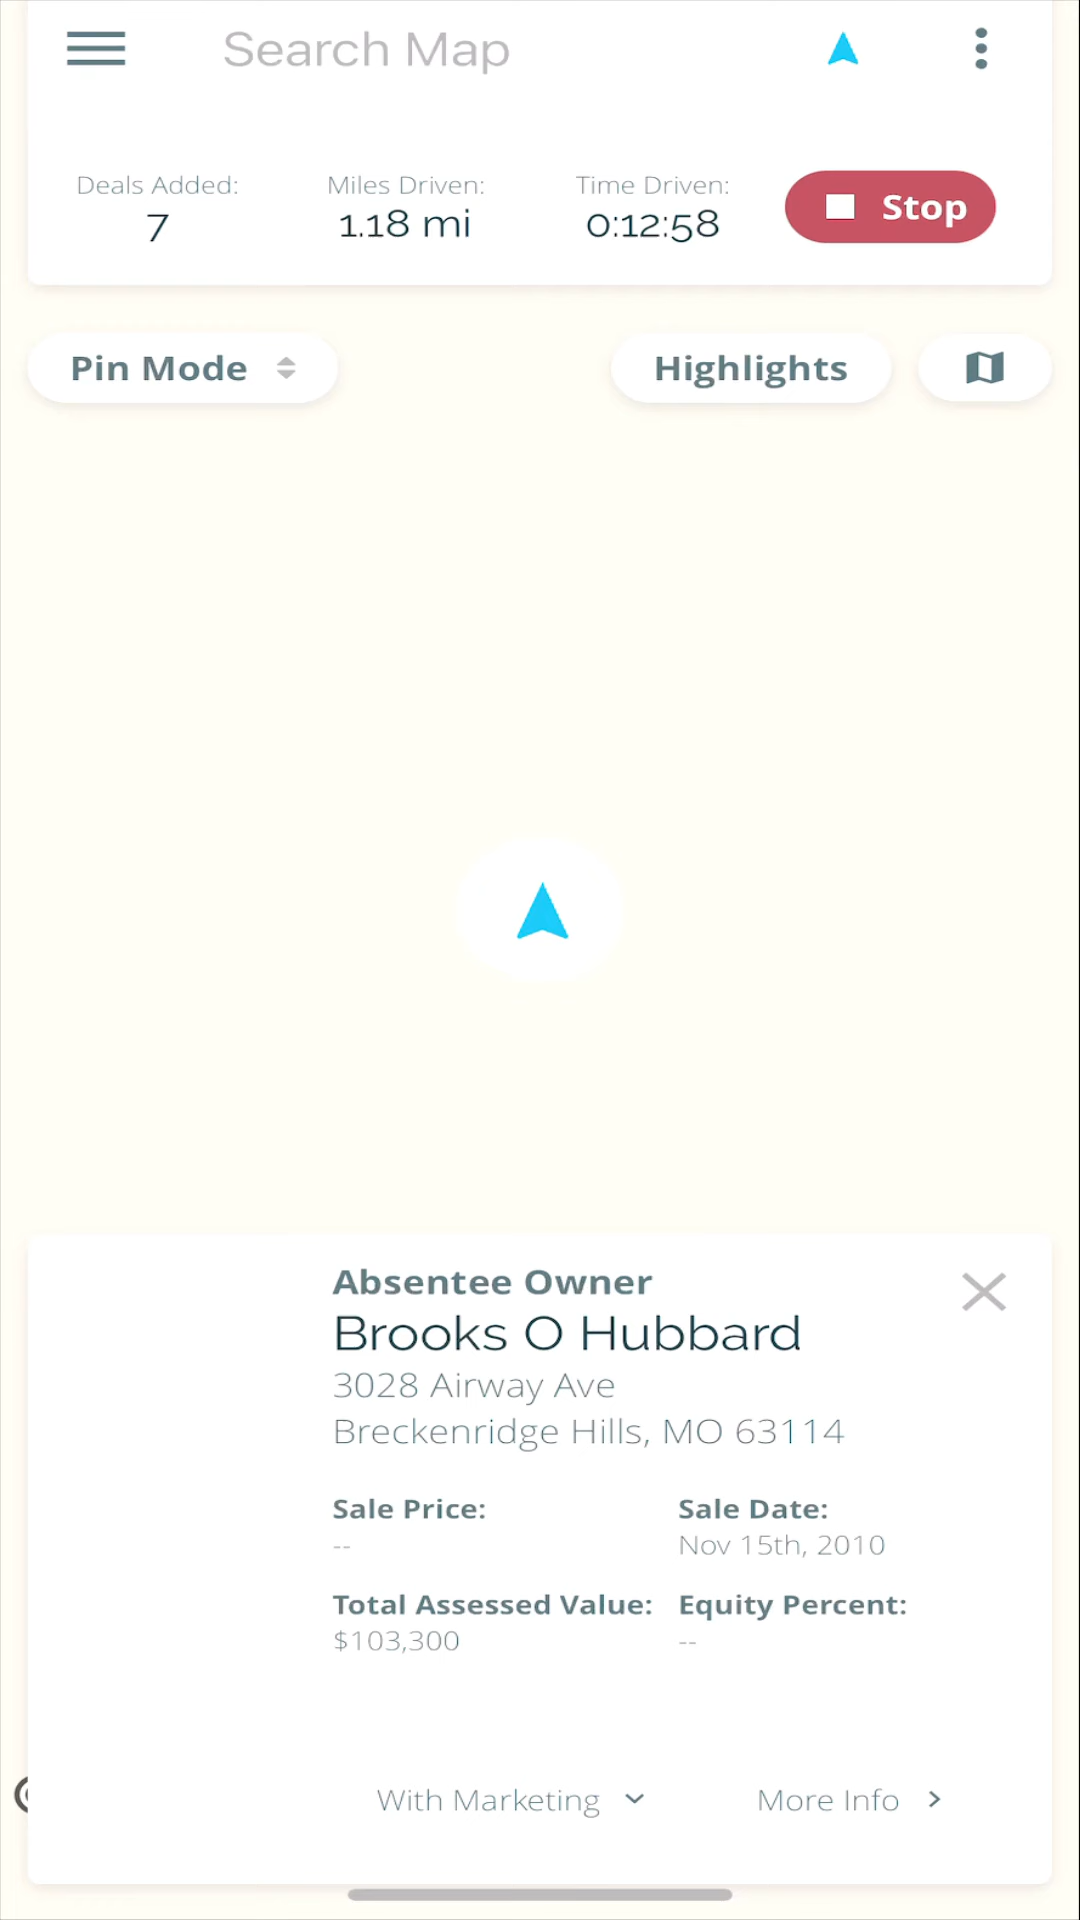 Search Map
Deals Added:
7
Miles Driven:
1.18 mi
Time Driven:
0:12:58
Stop
Pin Mode
Highlights
Absentee Owner
Brooks O Hubbard
3028 Airway Ave
Breckenridge Hills, MO 63114
Sale Price:
--
Sale Date:
Nov 15th, 2010
Total Assessed Value:
$103,300
Equity Percent:
--
With Marketing
More Info